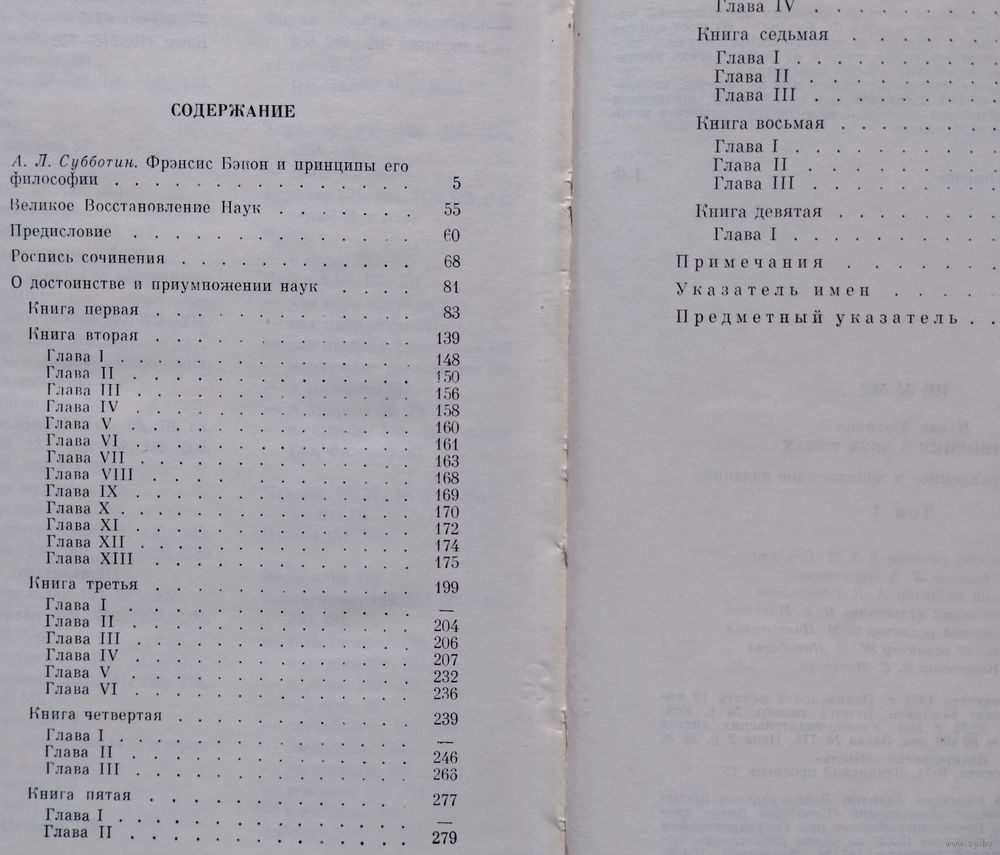 СОДЕРЖАНИЕ
А. Л. Субботин. Фрэнсис Бэкон и принципы его
философии . . . . . . . . . . . . . . 5
Великое Восстановление Наук . . . . . . . 55
Предисловие . . . . . . . . . . . . . 60
Роспись сочинения . . . . . . . . . . . 68
О достоинстве и приумножении наук . . . . 81
Книга первая . . . . . . . . . . . . 83
Книга вторая . . . . . . . . . . . . 139
Глава I . . . . . . . . . . . . . 148
Глава II . . . . . . . . . . . . . 150
Глава III . . . . . . . . . . . . 156
Глава IV . . . . . . . . . . . . 158
Глава V . . . . . . . . . . . . . 160
Глава VI . . . . . . . . . . . . 161
Глава VII . . . . . . . . . . . . 163
Глава VIII . . . . . . . . . . . . 168
Глава IX . . . . . . . . . . . . 169
Глава X . . . . . . . . . . . . . 170
Глава XI . . . . . . . . . . . . 172
Глава XII . . . . . . . . . . . . 174
Глава XIII . . . . . . . . . . . . 175
Книга третья . . . . . . . . . . . . 199
Глава I . . . . . . . . . . . . . —
Глава II . . . . . . . . . . . . . 204
Глава III . . . . . . . . . . . . 206
Глава IV . . . . . . . . . . . . 207
Глава V . . . . . . . . . . . . . 232
Глава VI . . . . . . . . . . . . 236
Книга четвертая . . . . . . . . . . . 239
Глава I . . . . . . . . . . . . . —
Глава II . . . . . . . . . . . . . 246
Глава III . . . . . . . . . . . . 263
Книга пятая . . . . . . . . . . . . 277
Глава I . . . . . . . . . . . . . —
Глава II . . . . . . . . . . . . . 279
Глава IV . . . . . . . .
Книга седьмая . . . . . . .
Глава I . . . . . . . . .
Глава II . . . . . . . .
Глава III . . . . . . . .
Книга восьмая . . . . . . .
Глава I . . . . . . . . .
Глава II . . . . . . . .
Глава III . . . . . . . .
Книга девятая . . . . . . .
Глава I . . . . . . . . .
Примечания . . . . . .
Указатель имен . . . . .
Предметный указатель . .
www.ay.by